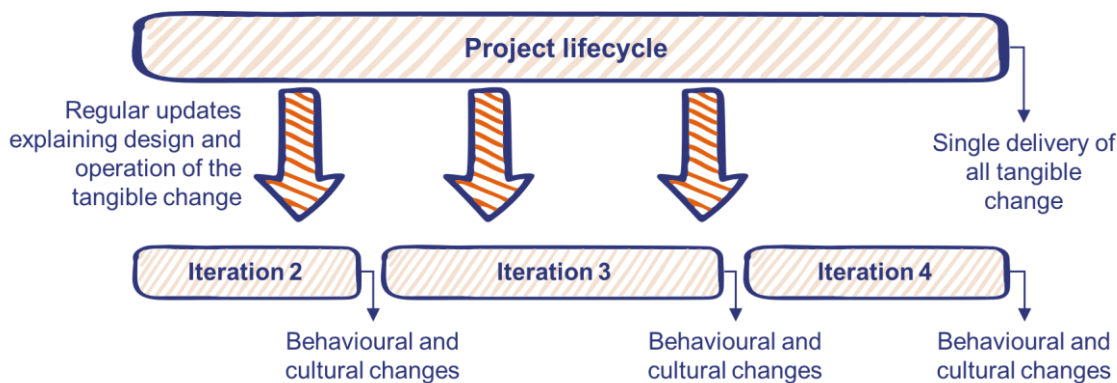 Project lifecycle
Regular updates
explaining design and
operation of the
tangible change
Single delivery of
all tangible
change
Iteration 2
Iteration 3
Iteration 4
Behavioural and
cultural changes
Behavioural and
cultural changes
Behavioural and
cultural changes